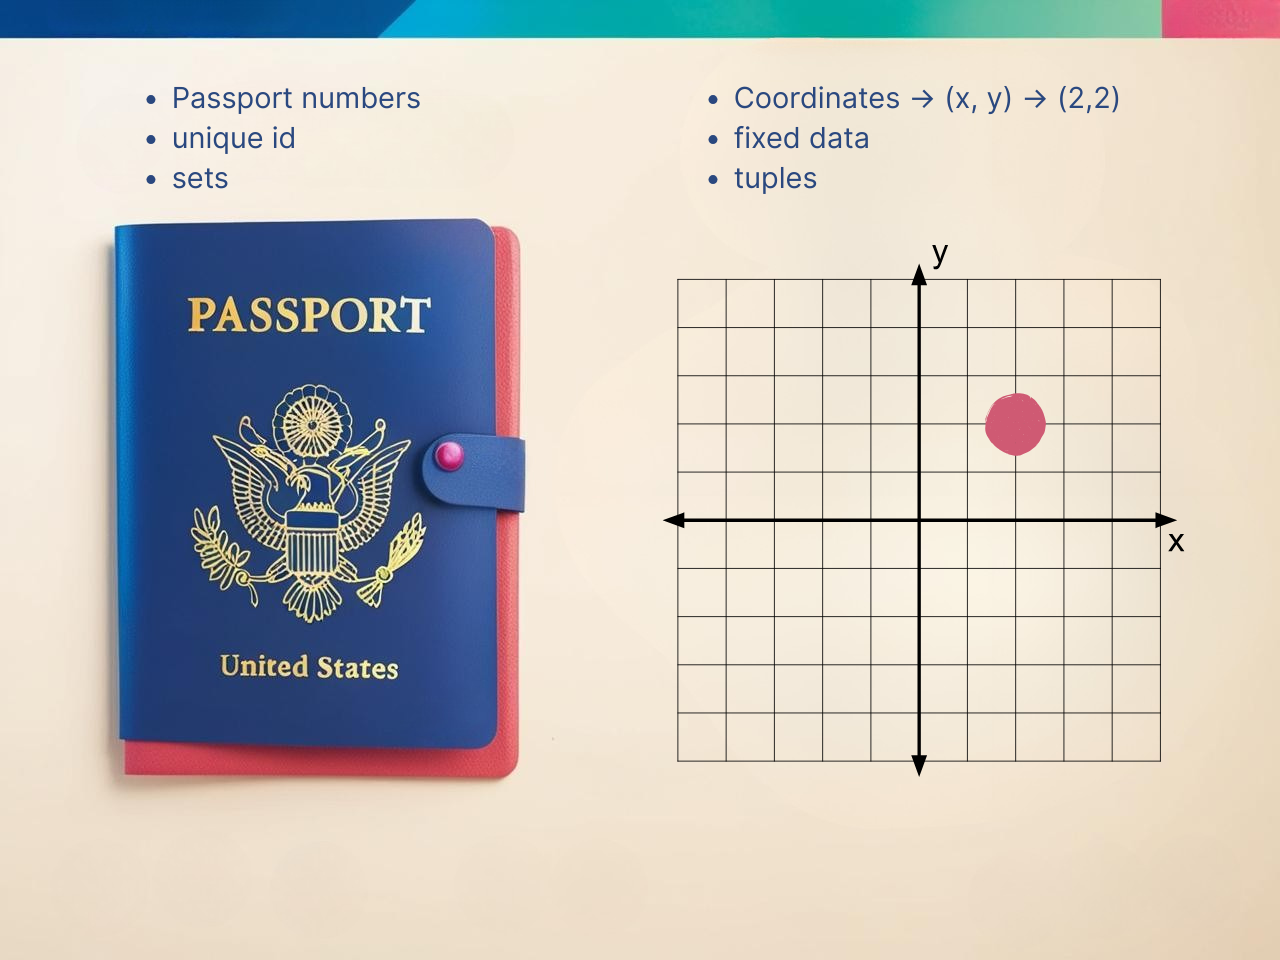 Passport numbers
unique id
sets
Coordinates → (x, y) → (2,2)
fixed data
tuples
PASSPORT
United States
y
x